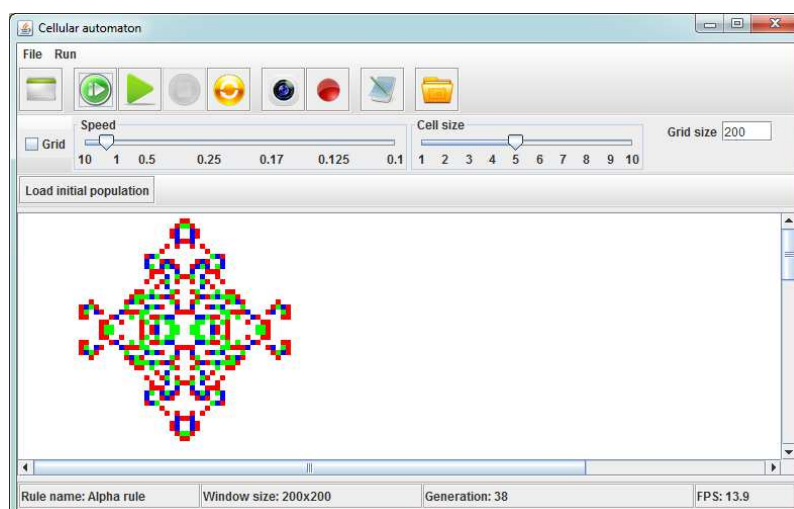 Cellular automaton
File Run
Speed Cell size
Grid Grid size 200
10 1 0.5 0.25 0.17 0.125 0.1 1 2 3 4 5 6 7 8 9 10
Load initial population
Rule name: Alpha rule Window size: 200x200 Generation: 38 FPS: 13.9